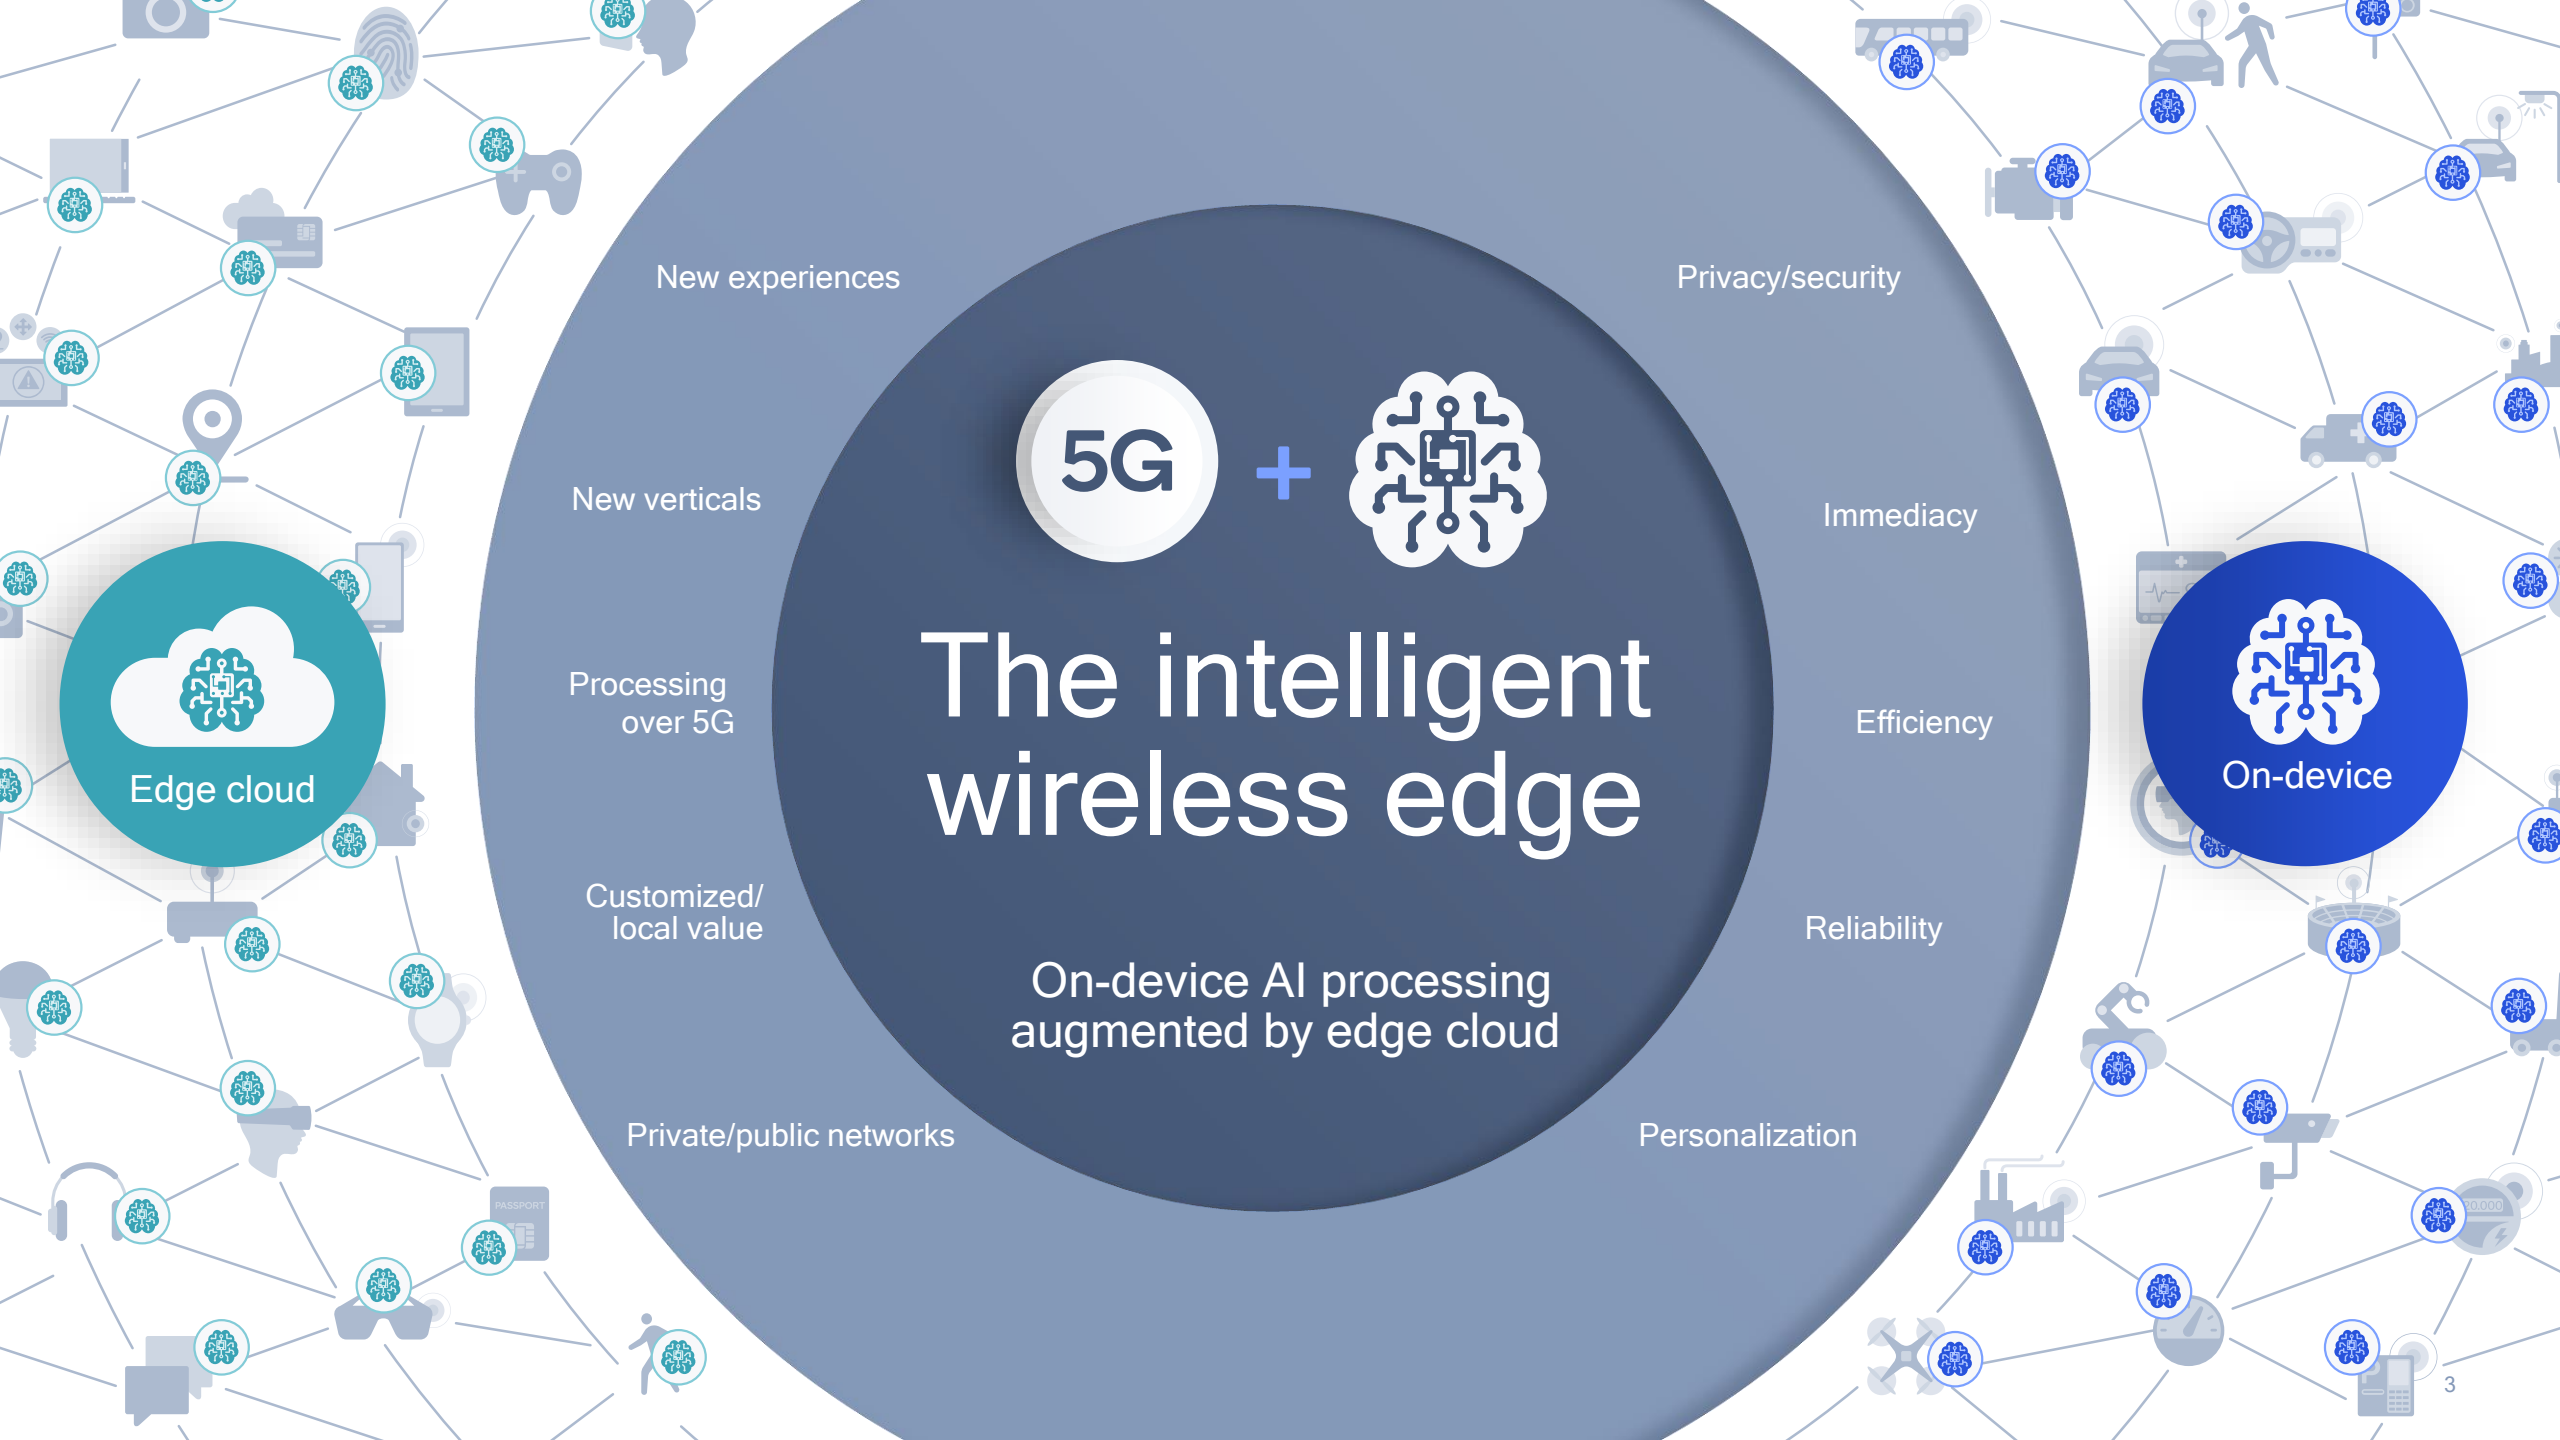 New experiences
New verticals
Processing
over 5G
Customized/
local value
Private/public networks
5G
+
The intelligent
wireless edge
On-device AI processing
augmented by edge cloud
Privacy/security
Immediacy
Efficiency
Reliability
Personalization
Edge cloud
On-device
PASSPORT
20.000
3